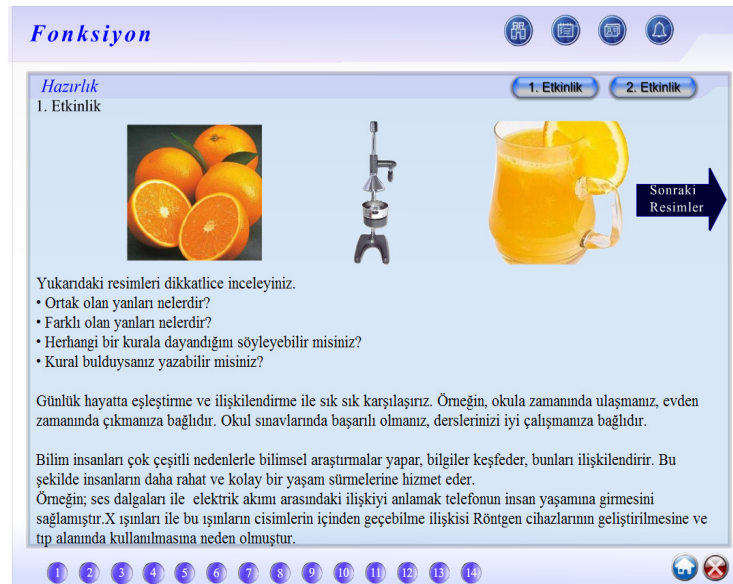 Fonksiyon
Hazırlık
1. Etkinlik
2. Etkinlik
1. Etkinlik
Sonraki
Resimler
Yukarıdaki resimleri dikkatlice inceleyiniz.
• Ortak olan yanları nelerdir?
• Farklı olan yanları nelerdir?
• Herhangi bir kurala dayandığını söyleyebilir misiniz?
• Kural bulduysanız yazabilir misiniz?
Günlük hayatta eşleştirme ve ilişkilendirme ile sık sık karşılaşırız. Örneğin, okula zamanında ulaşmanız, evden
zamanında çıkmanıza bağlıdır. Okul sınavlarında başarılı olmanız, derslerinizi iyi çalışmanıza bağlıdır.
Bilim insanları çok çeşitli nedenlerle bilimsel araştırmalar yapar, bilgiler keşfeder, bunları ilişkilendirir. Bu
şekilde insanların daha rahat ve kolay bir yaşam sürmelerine hizmet eder.
Örneğin; ses dalgaları ile elektrik akımı arasındaki ilişkiyi anlamak telefonun insan yaşamına girmesini
sağlamıştır.X ışınları ile bu ışınların cisimlerin içinden geçebilme ilişkisi Röntgen cihazlarının geliştirilmesine ve
tıp alanında kullanılmasına neden olmuştur.
1 2 3 4 5 6 7 8 9 10 11 12 13 14